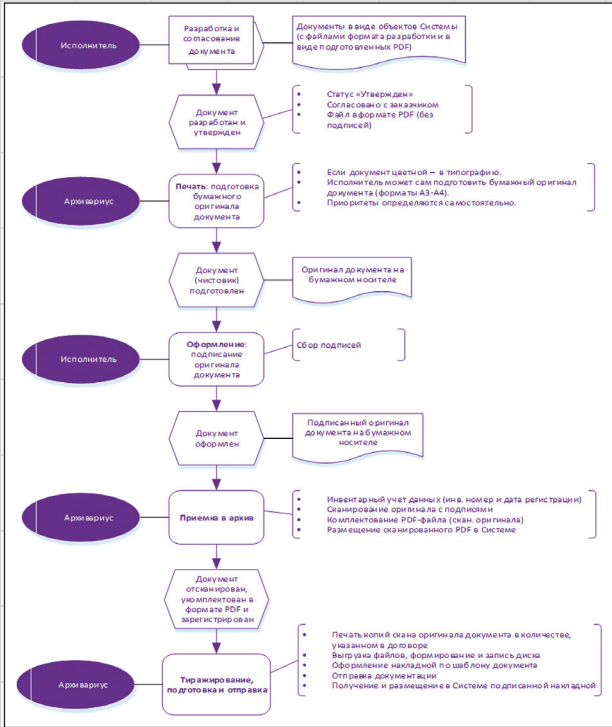 Исполнитель
Разработка и
согласование
документа
Документы в виде объектов Системы
(с файлами формата разработки и в
виде подготовленных PDF)
Документ
разработан и
утвержден
• Статус «Утвержден»
• Согласовано с заказчиком
• Файл в формате PDF (без
подписей)
Архивариус
Печать: подготовка
бумажного
оригинала
документа
• Если документ цветной – в типографию.
• Исполнитель может сам подготовить бумажный оригинал
документа (форматы А3-А4).
• Приоритеты определяются самостоятельно.
Документ
(чистовик)
подготовлен
Оригинал документа на
бумажном носителе
Исполнитель
Оформление:
подписание
оригинала
документа
Сбор подписей
Документ
оформлен
Подписанный оригинал
документа на бумажном
носителе
Архивариус
Приемка в архив
• Инвентарный учет данных (инв. номер и дата регистрации)
• Сканирование оригинала с подписями
• Комплектование PDF-файла (скан. оригинала)
• Размещение сканированного PDF в Системе
Документ
отсканирован,
укомплектован в
формате PDF и
зарегистрирован
Архивариус
Тиражирование,
подготовка и отправка
• Печать копий скана оригинала документа в количестве,
указанном в договоре
• Выгрузка файлов, формирование и запись диска
• Оформление накладной по шаблону документа
• Отправка документации
• Получение и размещение в Системе подписанной накладной